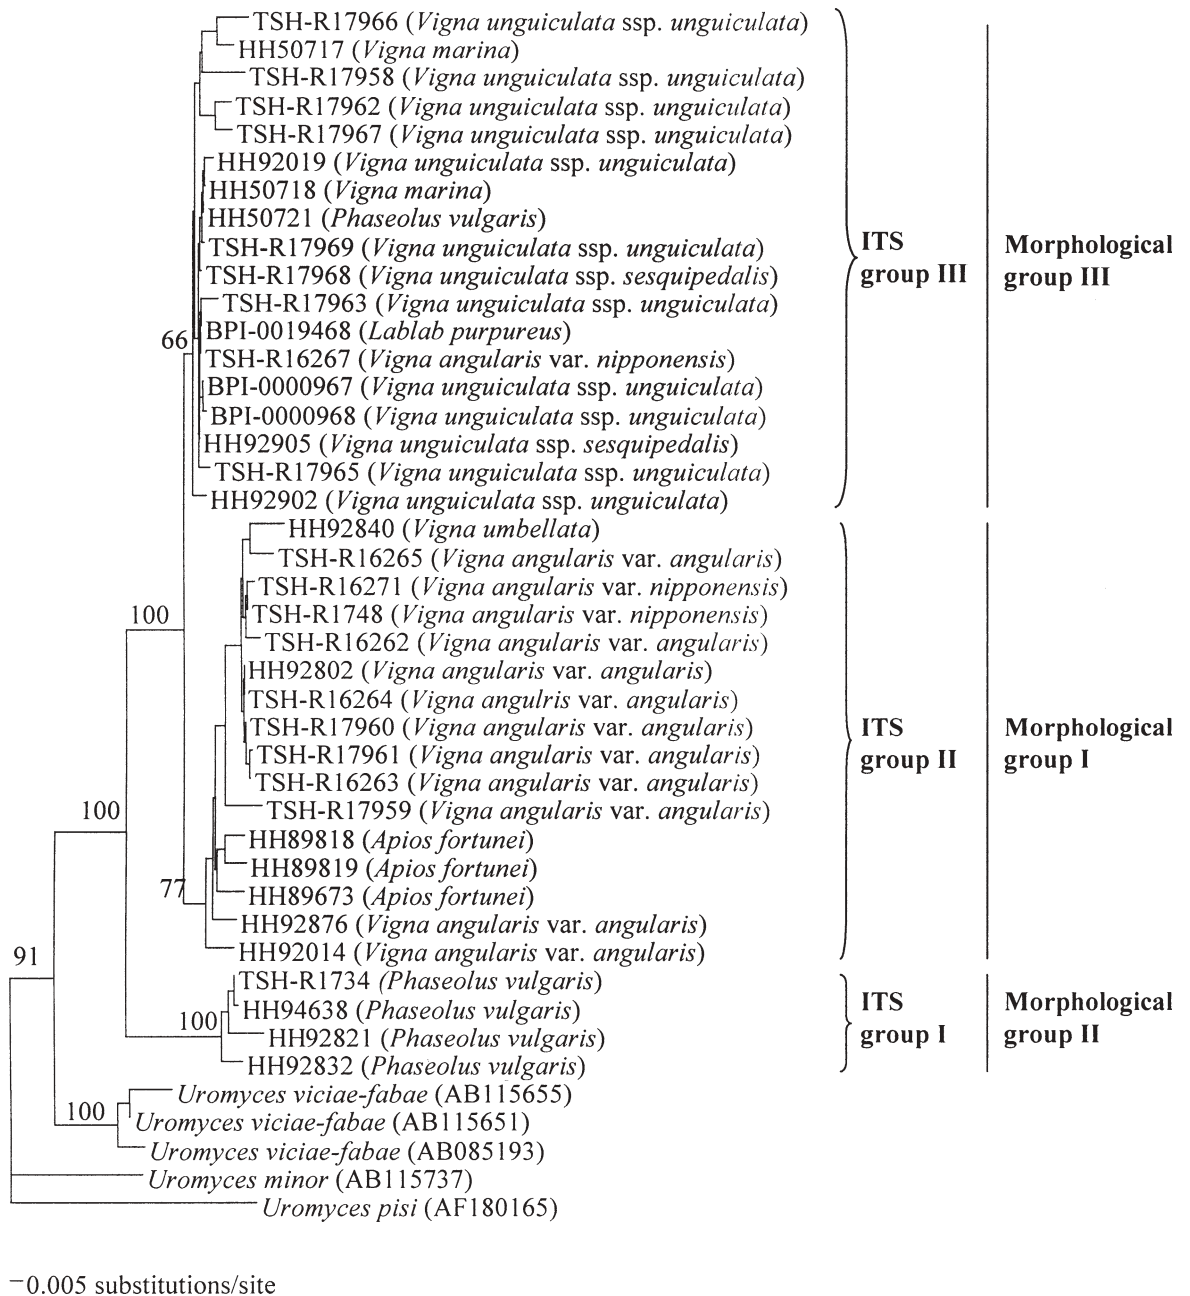 TSH-R17966 (Vigna unguiculata ssp. unguiculata)
HH50717 (Vigna marina)
TSH-R17958 (Vigna unguiculata ssp. unguiculata)
TSH-R17962 (Vigna unguiculata ssp. unguiculata)
TSH-R17967 (Vigna unguiculata ssp. unguiculata)
HH92019 (Vigna unguiculata ssp. unguiculata)
HH50718 (Vigna marina)
HH50721 (Phaseolus vulgaris)
TSH-R17969 (Vigna unguiculata ssp. unguiculata)
TSH-R17968 (Vigna unguiculata ssp. sesquipedalis)
TSH-R17963 (Vigna unguiculata ssp. unguiculata)
BPI-0019468 (Lablab purpureus)
TSH-R16267 (Vigna angularis var. nipponensis)
BPI-0000967 (Vigna unguiculata ssp. unguiculata)
BPI-0000968 (Vigna unguiculata ssp. unguiculata)
HH92905 (Vigna unguiculata ssp. sesquipedalis)
TSH-R17965 (Vigna unguiculata ssp. unguiculata)
HH92902 (Vigna unguiculata ssp. unguiculata)
ITS
group III
Morphological
group III
66
HH92840 (Vigna umbellata)
TSH-R16265 (Vigna angularis var. angularis)
TSH-R16271 (Vigna angularis var. nipponensis)
TSH-R1748 (Vigna angularis var. nipponensis)
TSH-R16262 (Vigna angularis var. angularis)
HH92802 (Vigna angularis var. angularis)
TSH-R16264 (Vigna angulris var. angularis)
TSH-R17960 (Vigna angularis var. angularis)
TSH-R17961 (Vigna angularis var. angularis)
TSH-R16263 (Vigna angularis var. angularis)
TSH-R17959 (Vigna angularis var. angularis)
HH89818 (Apios fortunei)
HH89819 (Apios fortunei)
HH89673 (Apios fortunei)
HH92876 (Vigna angularis var. angularis)
HH92014 (Vigna angularis var. angularis)
ITS
group II
Morphological
group I
100
100
77
91
TSH-R1734 (Phaseolus vulgaris)
HH94638 (Phaseolus vulgaris)
HH92821 (Phaseolus vulgaris)
HH92832 (Phaseolus vulgaris)
ITS
group I
Morphological
group II
100
Uromyces viciae-fabae (AB115655)
Uromyces viciae-fabae (AB115651)
Uromyces viciae-fabae (AB085193)
Uromyces minor (AB115737)
Uromyces pisi (AF180165)
100
0.005 substitutions/site